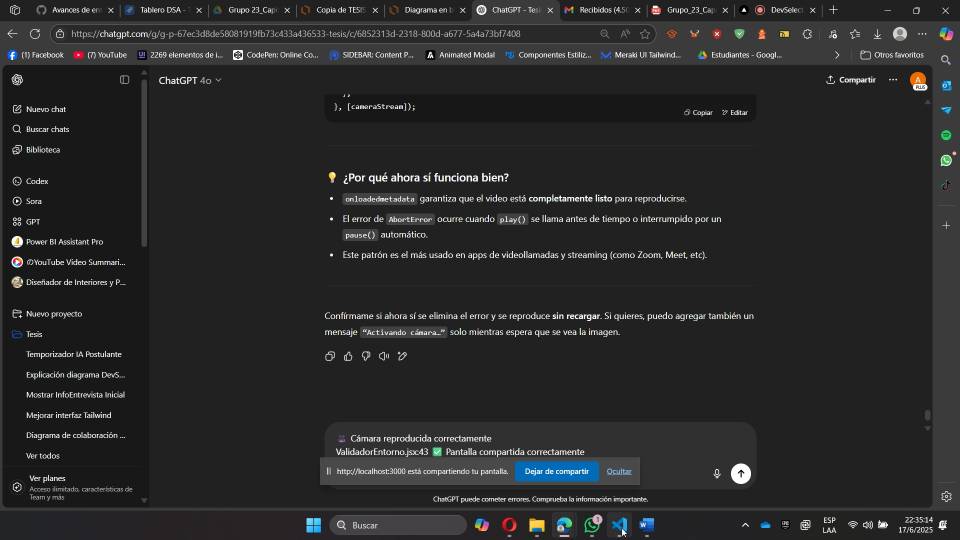 Avances de em
Tablero DSA - T
Grupo 23_Cap
Copia de TESIS
Diagrama en b
ChatGPT - Tesi
Recibidos (4.50
Grupo_23_Cap
DevSelect
https://chatgpt.com/g/g-p-67ec3d8de58081919fb73c433a436533-tesis/c/6852313d-2318-800d-a677-5a4a73bf7408
(1) Facebook
(7) YouTube
2269 elementos de i...
CodePen: Online Co...
SIDEBAR: Content P...
Animated Modal
Componentes Estiliz...
Meraki UI Tailwind...
Estudiantes - Googl...
Otros favoritos
ChatGPT 4o
Compartir
A
PLUS
Nuevo chat
Buscar chats
Biblioteca
Codex
Sora
GPT
Power BI Assistant Pro
YouTube Video Summari...
Diseñador de Interiores y P...
Nuevo proyecto
Tesis
Temporizador IA Postulante
Explicación diagrama DevS...
Mostrar InfoEntrevista Inicial
Mejorar interfaz Tailwind
Diagrama de colaboración ...
Ver todos
Ver planes
Acceso ilimitado, características de
Team y más
}, [cameraStream]);
Copiar
Editar
¿Por qué ahora sí funciona bien?
onloadedmetadata garantiza que el video está completamente listo para reproducirse.
El error de AbortError ocurre cuando play() se llama antes de tiempo o interrumpido por un
pause() automático.
Este patrón es el más usado en apps de videollamadas y streaming (como Zoom, Meet, etc).
Confírmame si ahora sí se elimina el error y se reproduce sin recargar. Si quieres, puedo agregar también un
mensaje "Activando cámara…" solo mientras espera que se vea la imagen.
Cámara reproducida correctamente
ValidadorEntorno.jsx:43 ✅ Pantalla compartida correctamente
http://localhost:3000 está compartiendo tu pantalla.
Dejar de compartir
Ocultar
ChatGPT puede cometer errores. Comprueba la información importante.
Buscar
1
ESP
LAA
22:35:14
17/6/2025